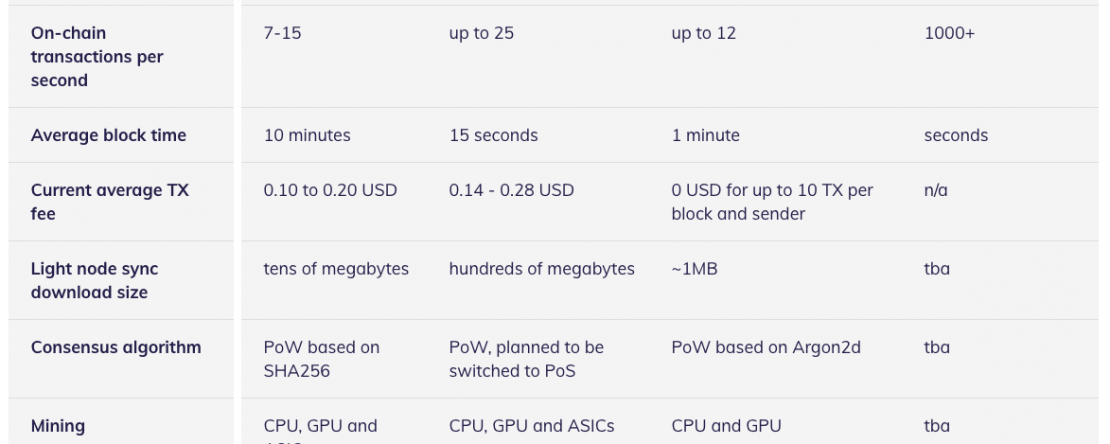 On-chain transactions per second
7-15
up to 25
up to 12
1000+
Average block time
10 minutes
15 seconds
1 minute
seconds
Current average TX fee
0.10 to 0.20 USD
0.14 - 0.28 USD
0 USD for up to 10 TX per block and sender
n/a
Light node sync download size
tens of megabytes
hundreds of megabytes
~1MB
tba
Consensus algorithm
PoW based on SHA256
PoW, planned to be switched to PoS
PoW based on Argon2d
tba
Mining
CPU, GPU and
CPU, GPU and ASICs
CPU and GPU
tba